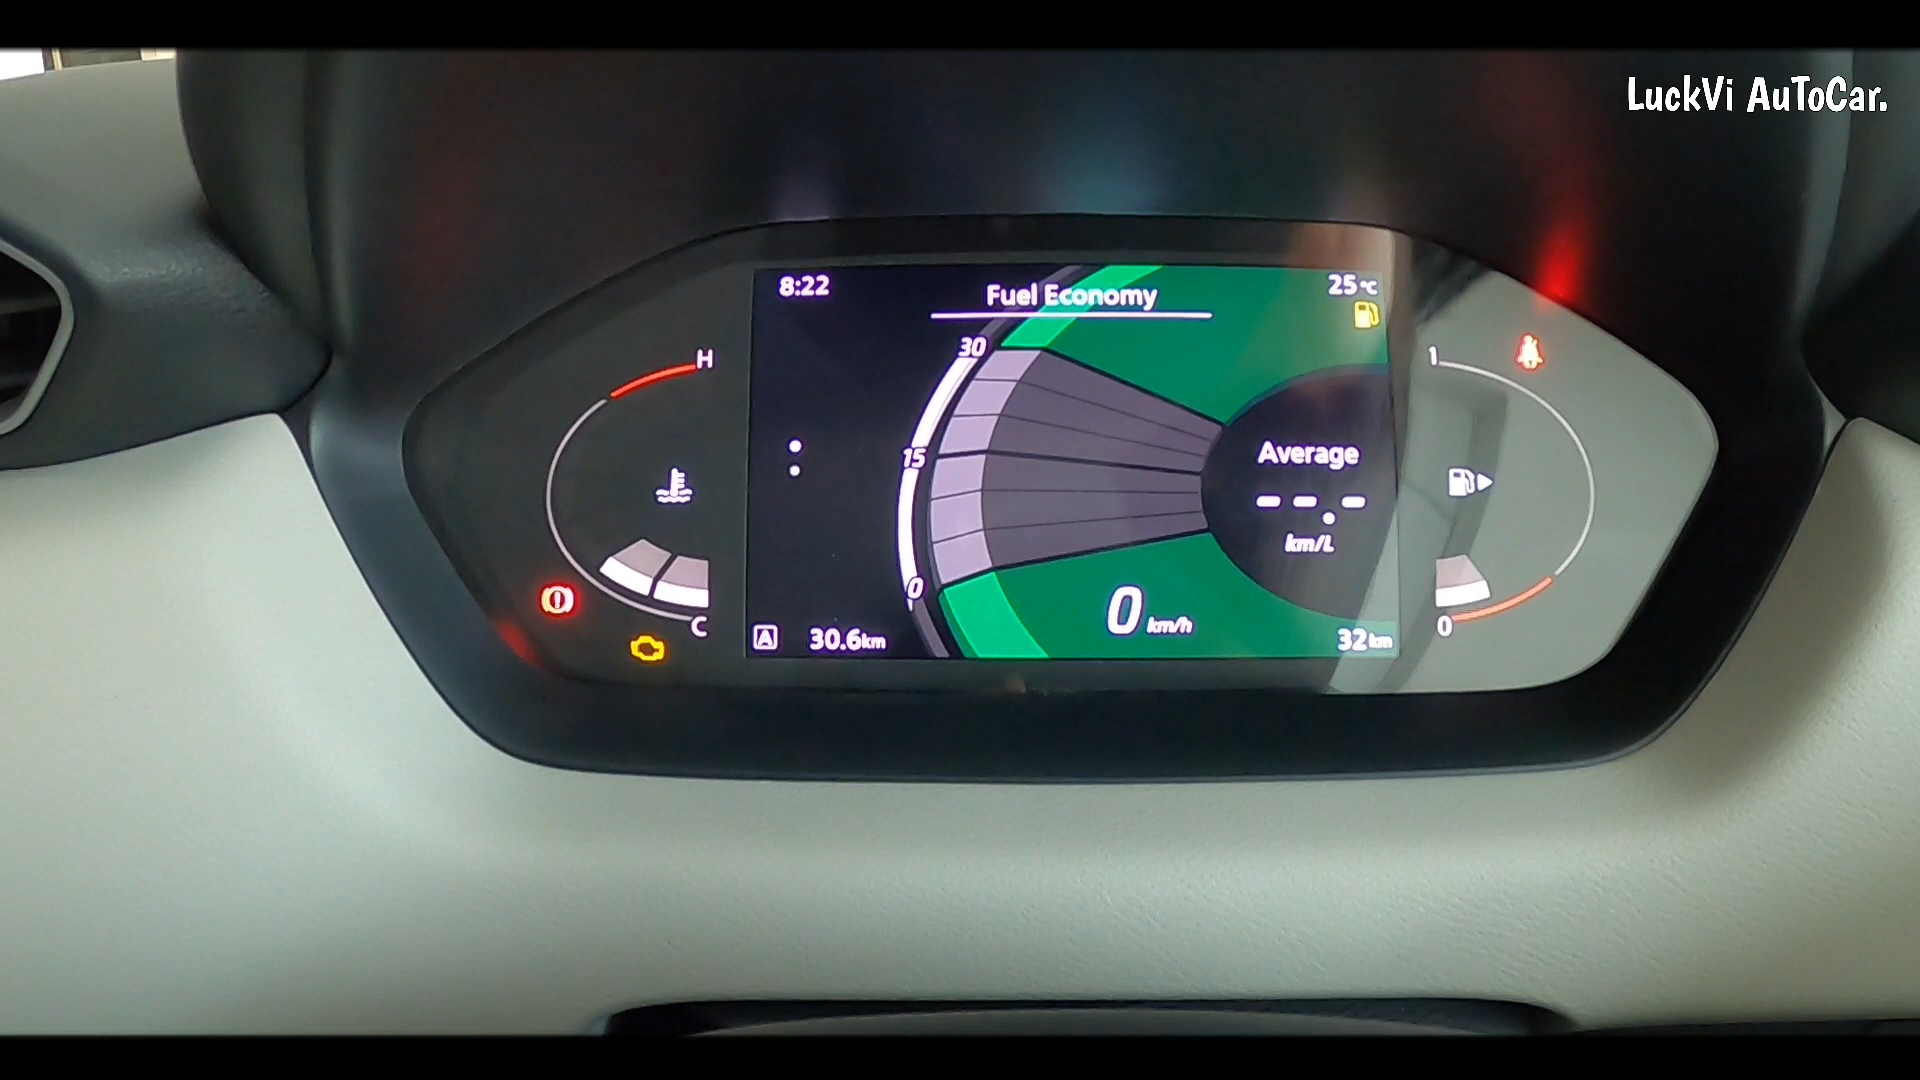 LuckVi AuToCar.
8:22
Fuel Economy
25°C
H
30
1
15
Average
--.-
km/L
0
C
0 km/h
0
A 30.6km
32km